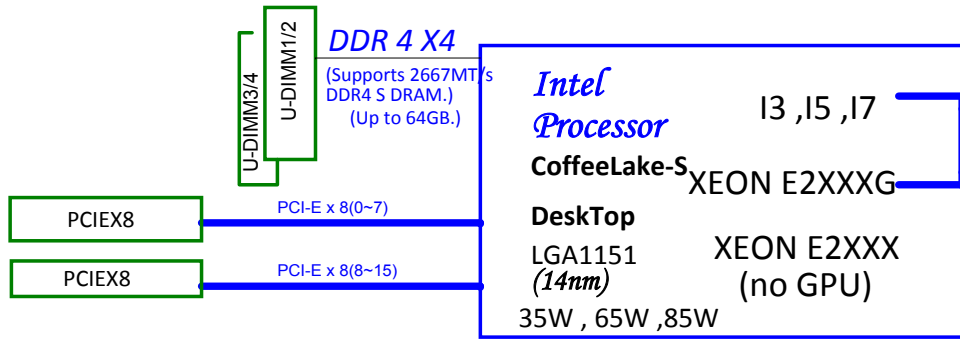 U-DIMM3/4
U-DIMM1/2
DDR 4 X4
(Supports 2667MT/s
DDR4 S DRAM.)
(Up to 64GB.)
PCIEX8
PCI-E x 8(0~7)
PCIEX8
PCI-E x 8(8~15)
Intel
Processor
CoffeeLake-S
DeskTop
LGA1151
(14nm)
35W , 65W ,85W
I3 ,I5 ,I7
XEON E2XXXG
XEON E2XXX
(no GPU)